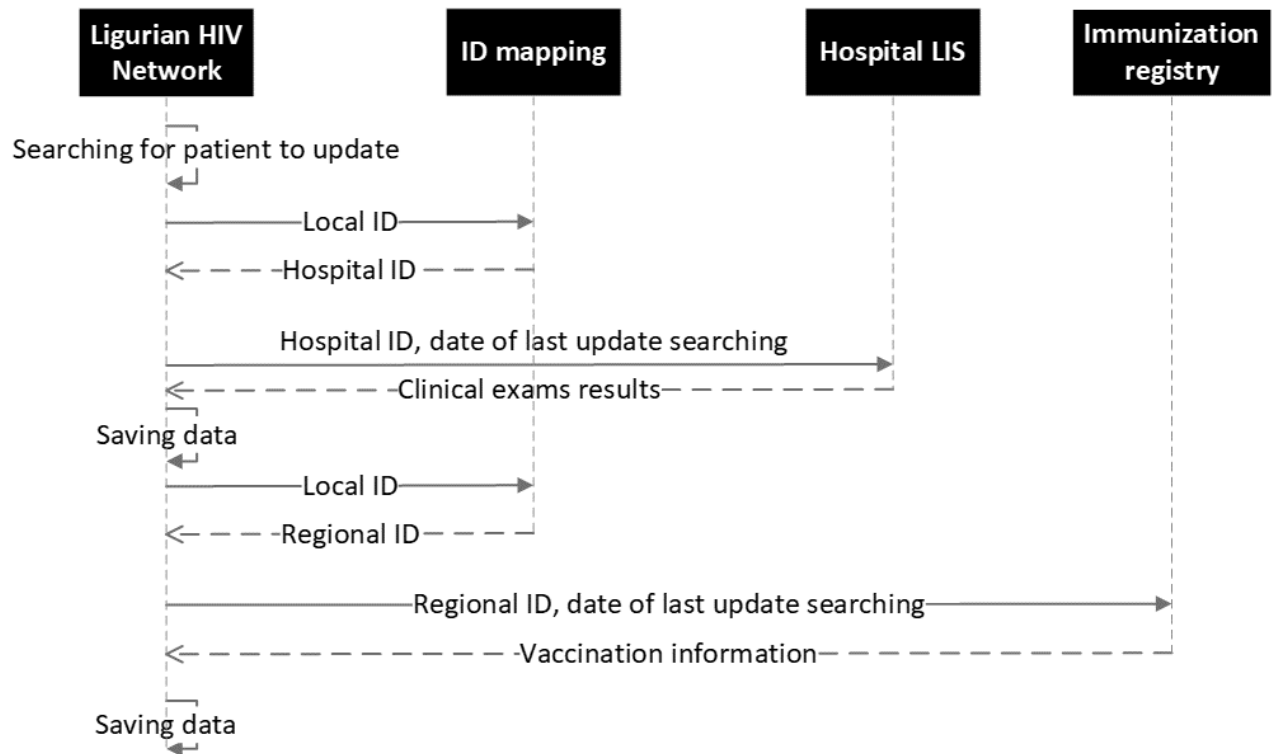 Ligurian HIV
Network
ID mapping
Hospital LIS
Immunization
registry
Searching for patient to update
Local ID
Hospital ID
Hospital ID, date of last update searching
Clinical exams results
Saving data
Local ID
Regional ID
Regional ID, date of last update searching
Vaccination information
Saving data